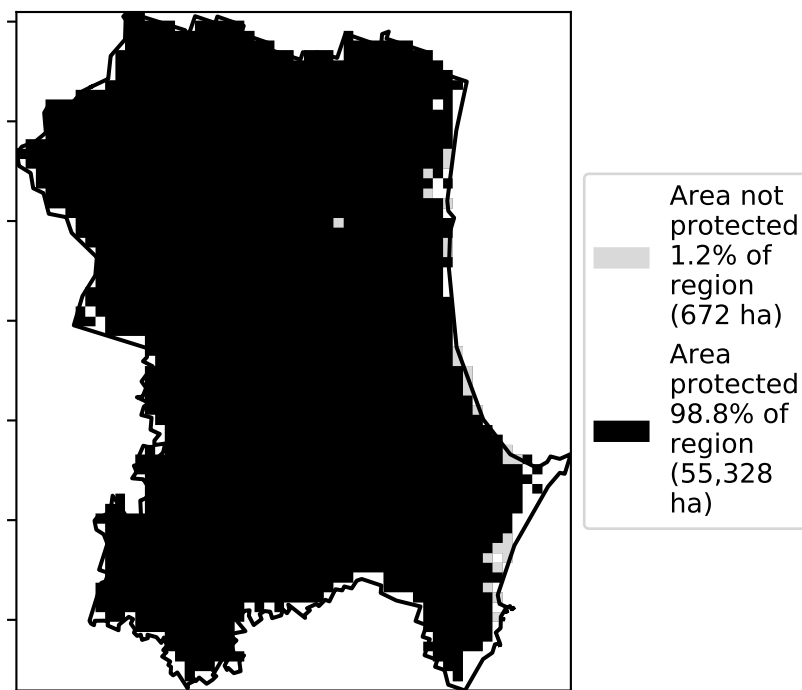 Area not
protected
1.2% of
region
(672 ha)
Area
protected
98.8% of
region
(55,328
ha)